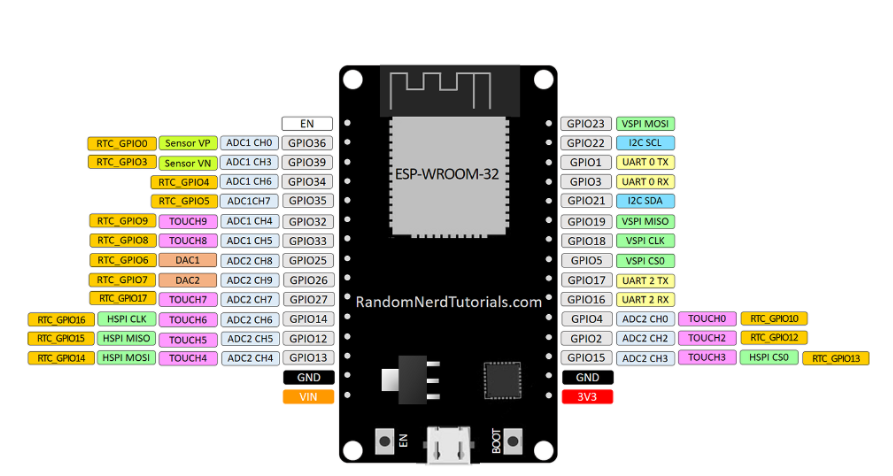 EN
RTC_GPIO0 Sensor VP ADC1 CH0 GPIO36
RTC_GPIO3 Sensor VN ADC1 CH3 GPIO39
RTC_GPIO4 ADC1 CH6 GPIO34
RTC_GPIO5 ADC1CH7 GPIO35
RTC_GPIO9 TOUCH9 ADC1 CH4 GPIO32
RTC_GPIO8 TOUCH8 ADC1 CH5 GPIO33
RTC_GPIO6 DAC1 ADC2 CH8 GPIO25
RTC_GPIO7 DAC2 ADC2 CH9 GPIO26
RTC_GPIO17 TOUCH7 ADC2 CH7 GPIO27
RTC_GPIO16 HSPI CLK TOUCH6 ADC2 CH6 GPIO14
RTC_GPIO15 HSPI MISO TOUCH5 ADC2 CH5 GPIO12
RTC_GPIO14 HSPI MOSI TOUCH4 ADC2 CH4 GPIO13
GND
VIN
ESP-WROOM-32
RandomNerdTutorials.com
EN
BOOT
GPIO23 VSPI MOSI
GPIO22 I2C SCL
GPIO1 UART 0 TX
GPIO3 UART 0 RX
GPIO21 I2C SDA
GPIO19 VSPI MISO
GPIO18 VSPI CLK
GPIO5 VSPI CS0
GPIO17 UART 2 TX
GPIO16 UART 2 RX
GPIO4 ADC2 CH0 TOUCH0 RTC_GPIO10
GPIO2 ADC2 CH2 TOUCH2 RTC_GPIO12
GPIO15 ADC2 CH3 TOUCH3 HSPI CS0 RTC_GPIO13
GND
3V3